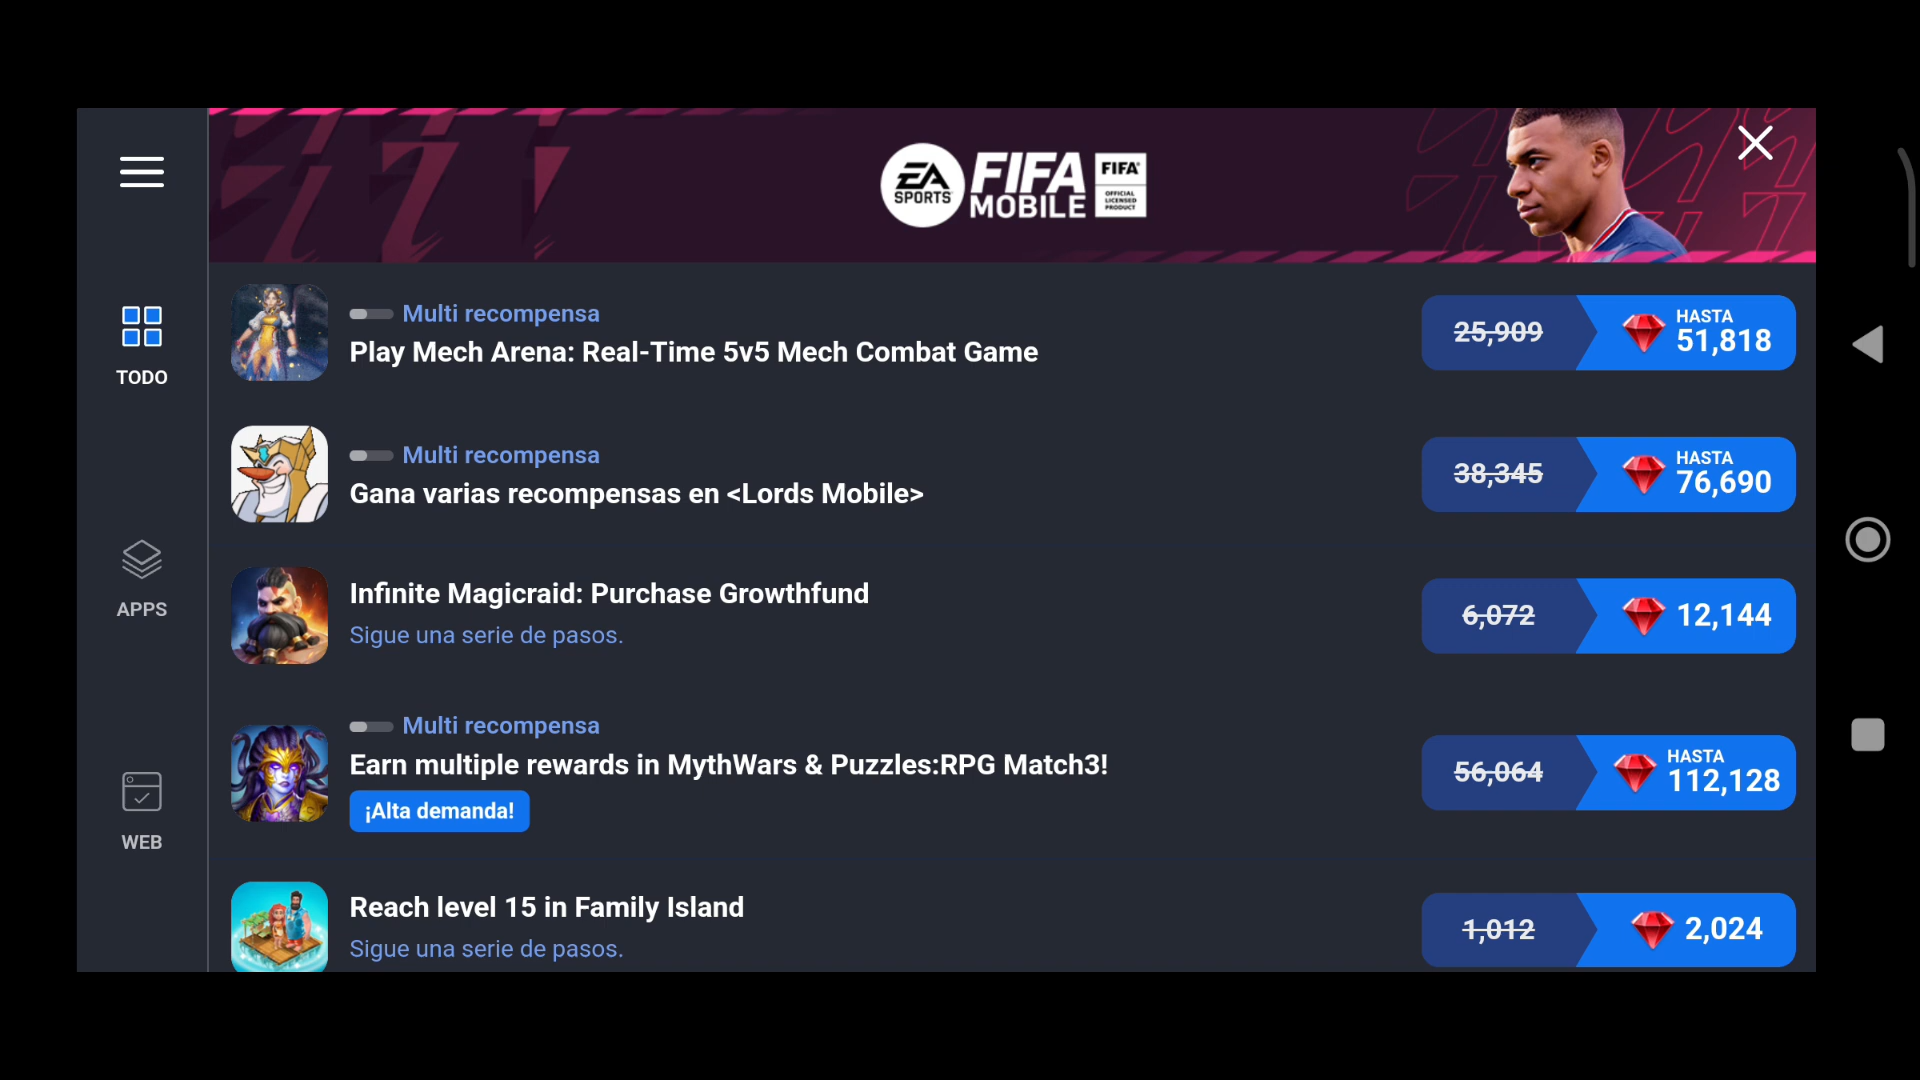 EA SPORTS
FIFA MOBILE
FIFA
OFFICIAL LICENSED PRODUCT
TODO
APPS
WEB
Multi recompensa
Play Mech Arena: Real-Time 5v5 Mech Combat Game
25,909
HASTA
51,818
Multi recompensa
Gana varias recompensas en <Lords Mobile>
38,345
HASTA
76,690
Infinite Magicraid: Purchase Growthfund
Sigue una serie de pasos.
6,072
12,144
Multi recompensa
Earn multiple rewards in MythWars & Puzzles:RPG Match3!
¡Alta demanda!
56,064
HASTA
112,128
Reach level 15 in Family Island
Sigue una serie de pasos.
1,012
2,024